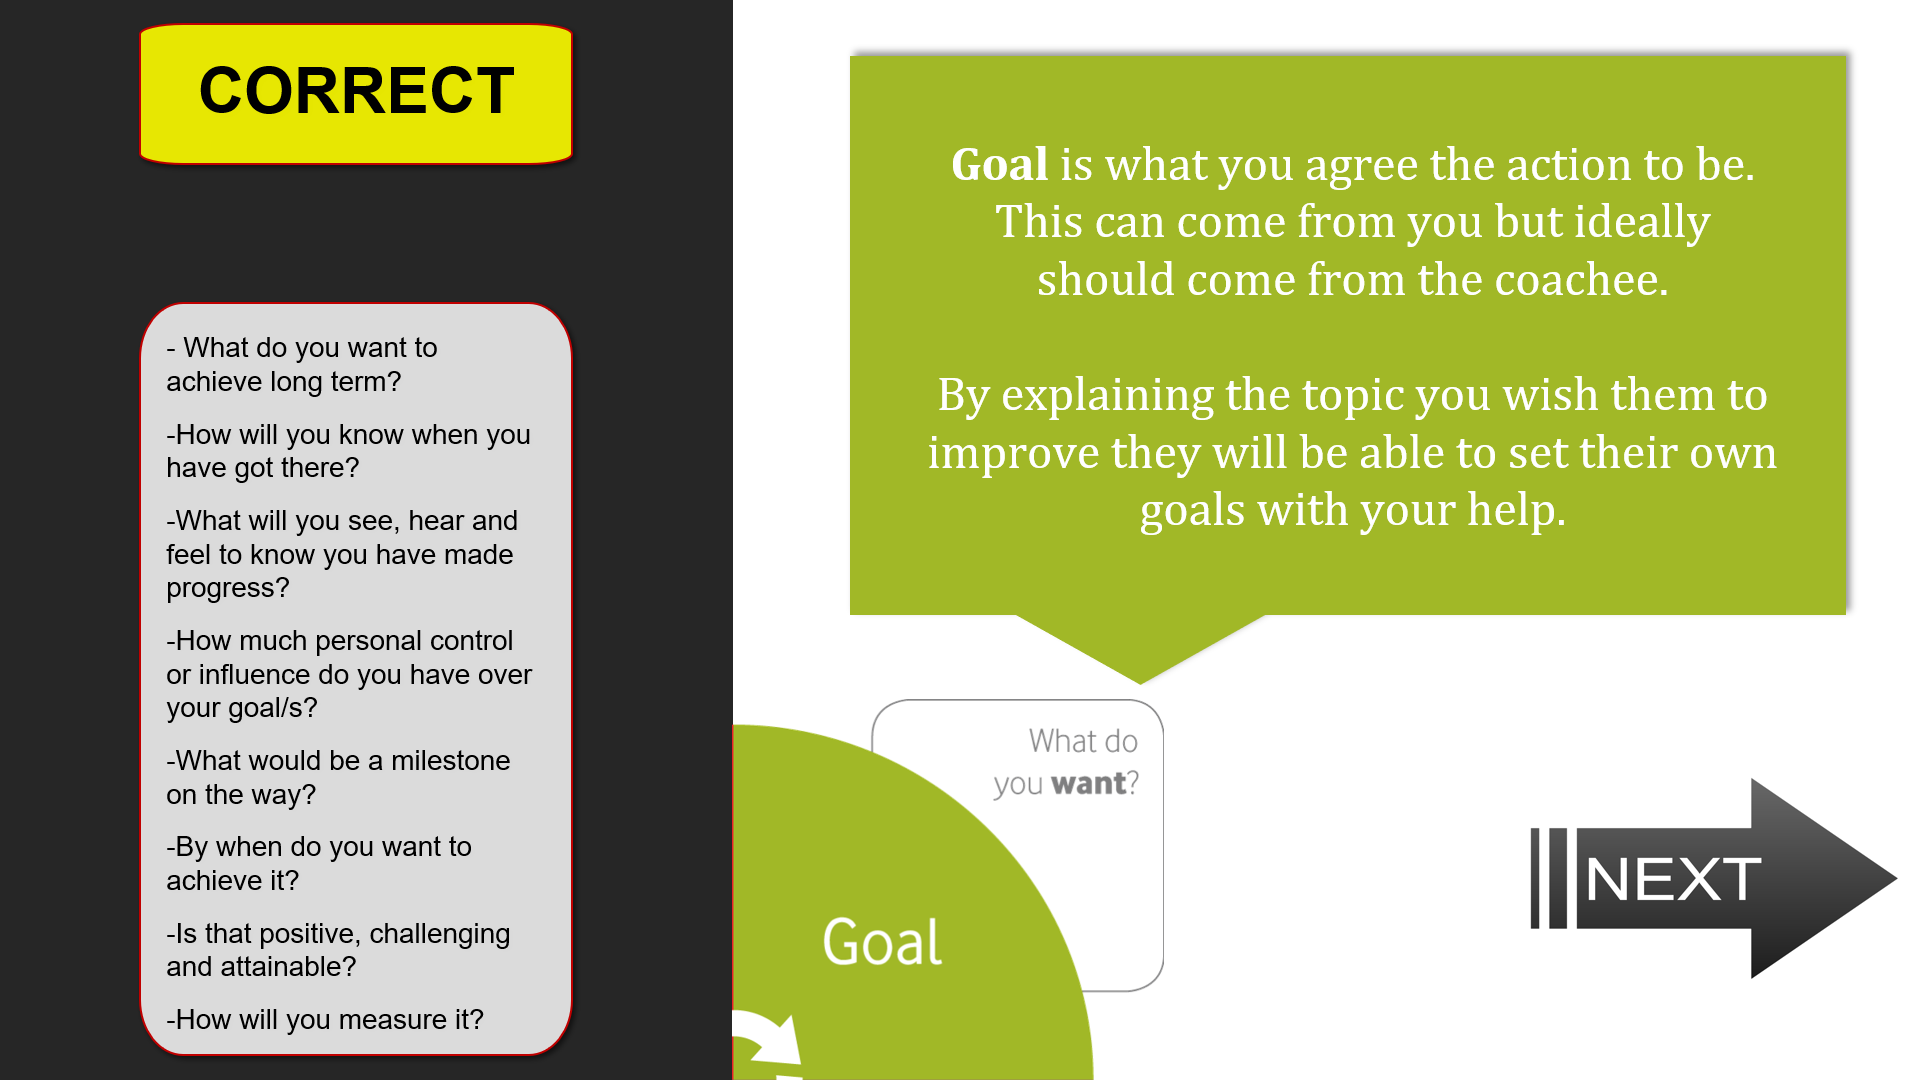 CORRECT
- What do you want to
achieve long term?
-How will you know when you
have got there?
-What will you see, hear and
feel to know you have made
progress?
-How much personal control
or influence do you have over
your goal/s?
-What would be a milestone
on the way?
-By when do you want to
achieve it?
-Is that positive, challenging
and attainable?
-How will you measure it?
Goal is what you agree the action to be.
This can come from you but ideally
should come from the coachee.
By explaining the topic you wish them to
improve they will be able to set their own
goals with your help.
What do
you want?
Goal
NEXT